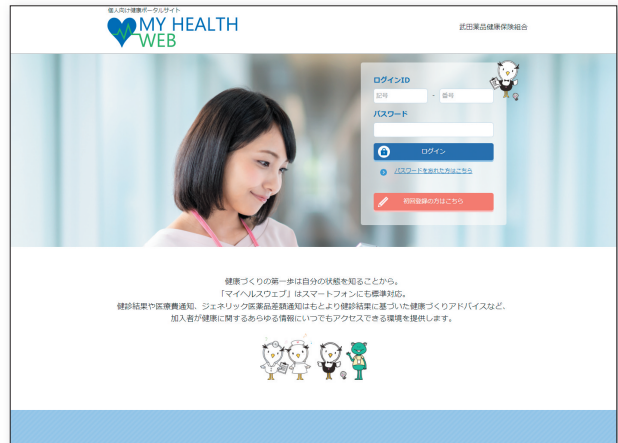 個人向け健康ポータルサイト
MY HEALTH
WEB
武田薬品健康保険組合
ログインID
記号 - 番号
パスワード
ログイン
パスワードを忘れた方はこちら
初回登録の方はこちら
健康づくりの第一歩は自分の状態を知ることから。
「マイヘルスウェブ」はスマートフォンにも標準対応。
健診結果や医療費通知、ジェネリック医薬品差額通知はもとより健診結果に基づいた健康づくりアドバイスなど、
加入者が健康に関するあらゆる情報にいつでもアクセスできる環境を提供します。